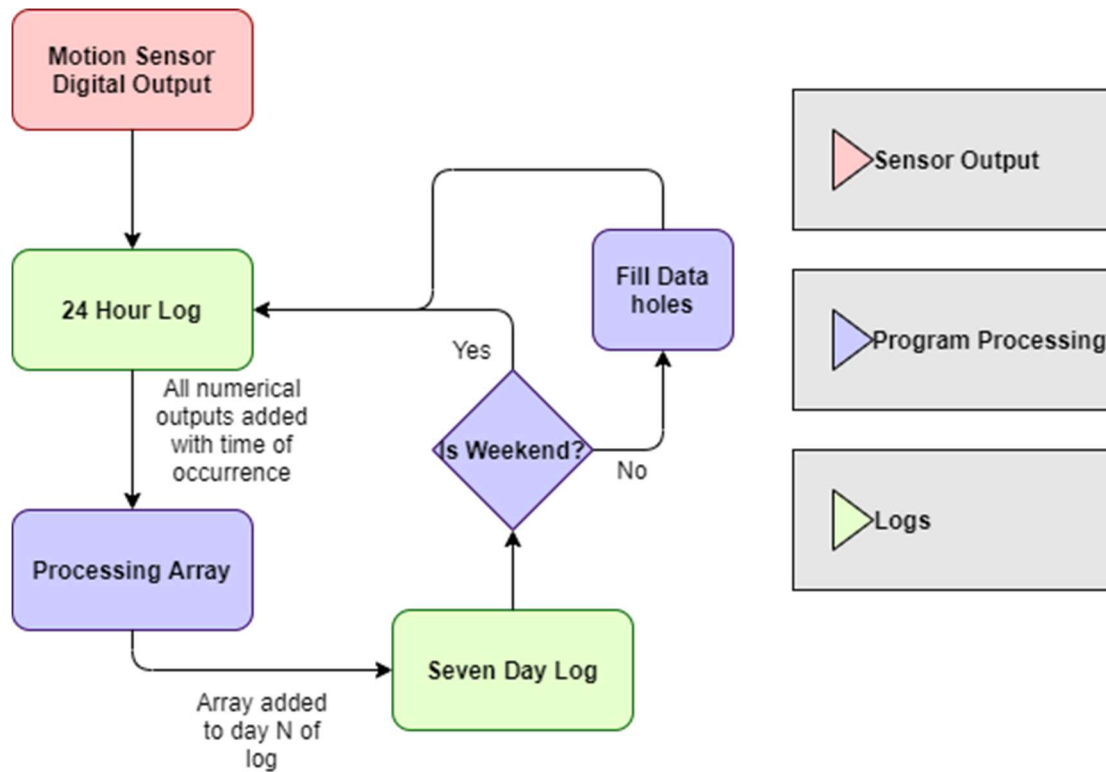 Motion Sensor
Digital Output
24 Hour Log
All numerical
outputs added
with time of
occurrence
Processing Array
Array added
to day N of
log
Seven Day Log
Is Weekend?
Yes
No
Fill Data
holes
Sensor Output
Program Processing
Logs